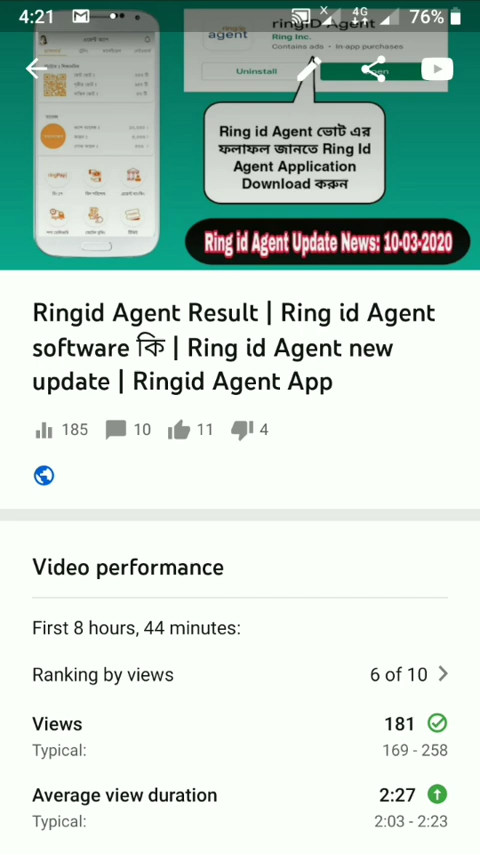 4:21
X
4G
76%
ringID Agent
agent
Ring Inc.
Contains ads • In-app purchases
Uninstall
Ring id Agent ভোট এর
ফলাফল জানতে Ring Id
Agent Application
Download করুন
Ring id Agent Update News: 10-03-2020
Ringid Agent Result | Ring id Agent
software কি | Ring id Agent new
update | Ringid Agent App
185 10 11 4
Video performance
First 8 hours, 44 minutes:
Ranking by views 6 of 10
Views 181
Typical: 169 - 258
Average view duration 2:27
Typical: 2:03 - 2:23